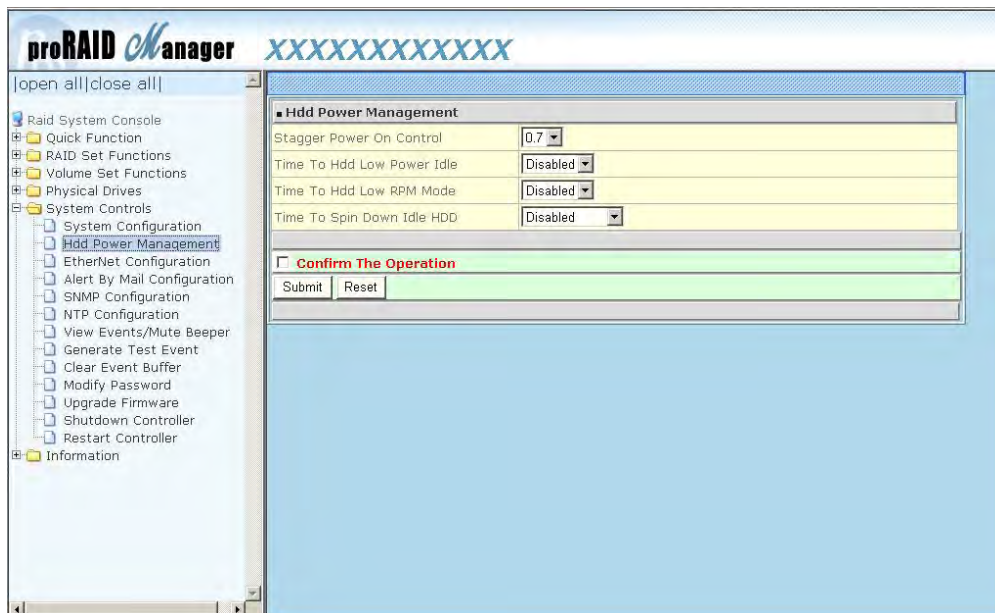 proRAID Manager XXXXXXXXXXXXX
|open all|close all|
Raid System Console
Quick Function
RAID Set Functions
Volume Set Functions
Physical Drives
System Controls
System Configuration
Hdd Power Management
EtherNet Configuration
Alert By Mail Configuration
SNMP Configuration
NTP Configuration
View Events/Mute Beeper
Generate Test Event
Clear Event Buffer
Modify Password
Upgrade Firmware
Shutdown Controller
Restart Controller
Information
Hdd Power Management
Stagger Power On Control 0.7
Time To Hdd Low Power Idle Disabled
Time To Hdd Low RPM Mode Disabled
Time To Spin Down Idle HDD Disabled
Confirm The Operation
Submit Reset